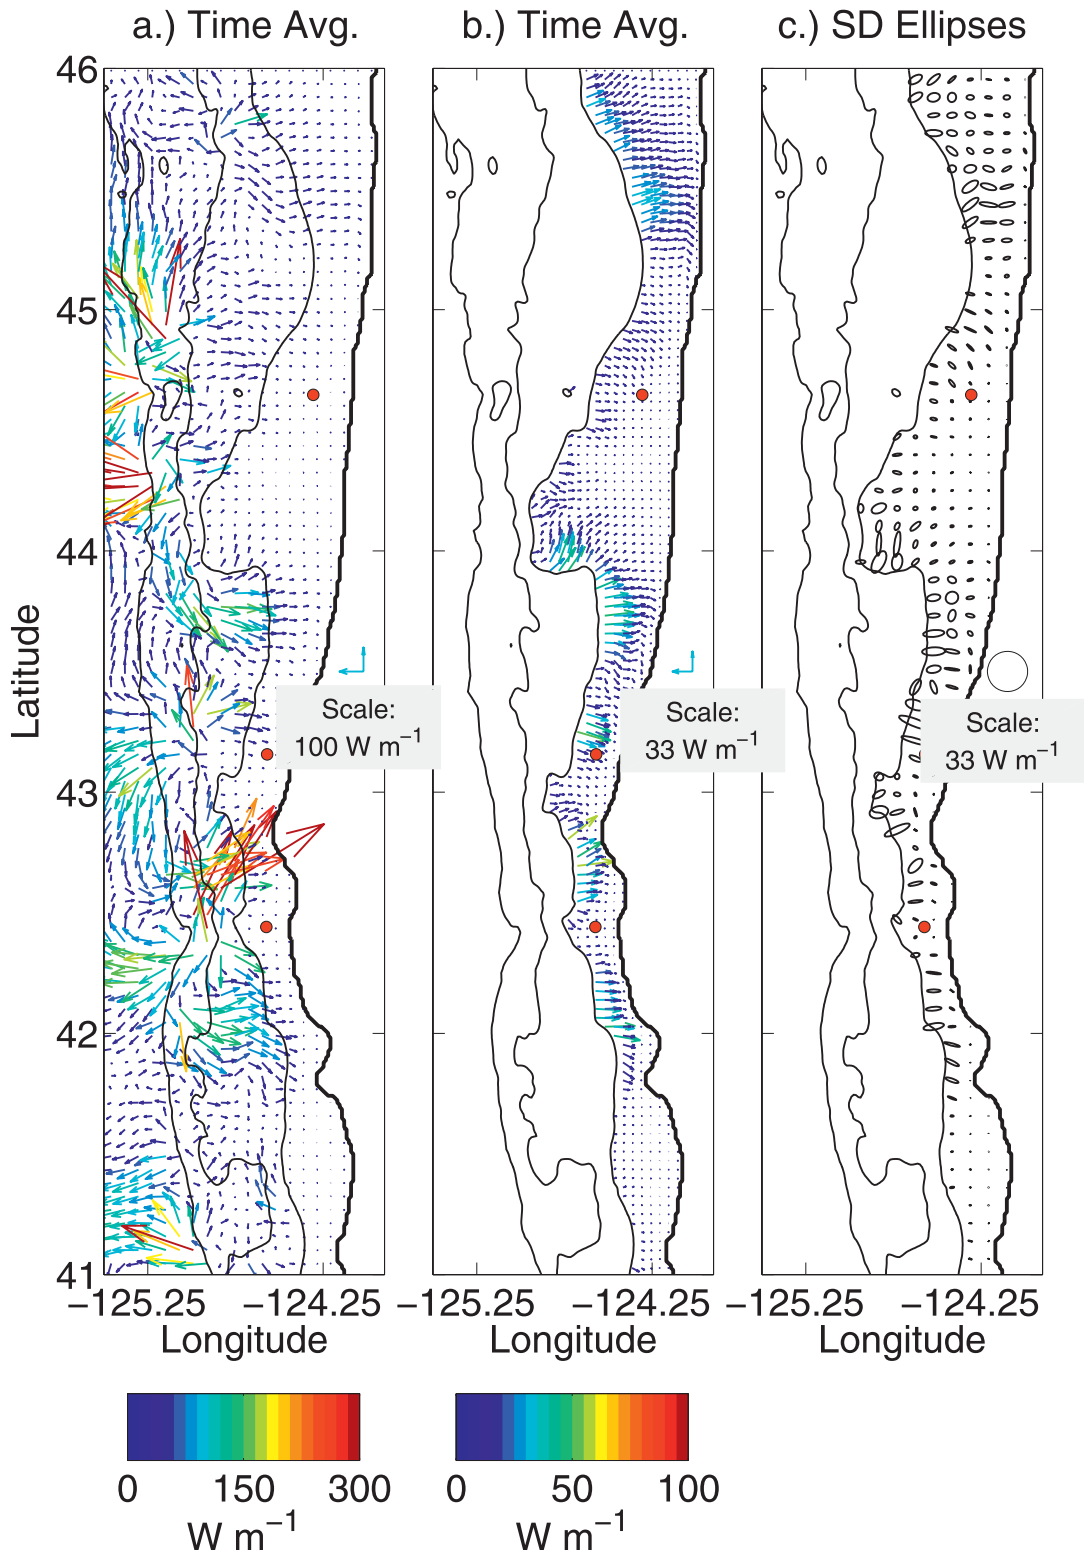 a.) Time Avg.
b.) Time Avg.
c.) SD Ellipses
46
45
44
43
42
41
Latitude
Scale:
100 W m⁻¹
Scale:
33 W m⁻¹
Scale:
33 W m⁻¹
−125.25 −124.25
−125.25 −124.25
−125.25 −124.25
Longitude
Longitude
Longitude
0 150 300
W m⁻¹
0 50 100
W m⁻¹